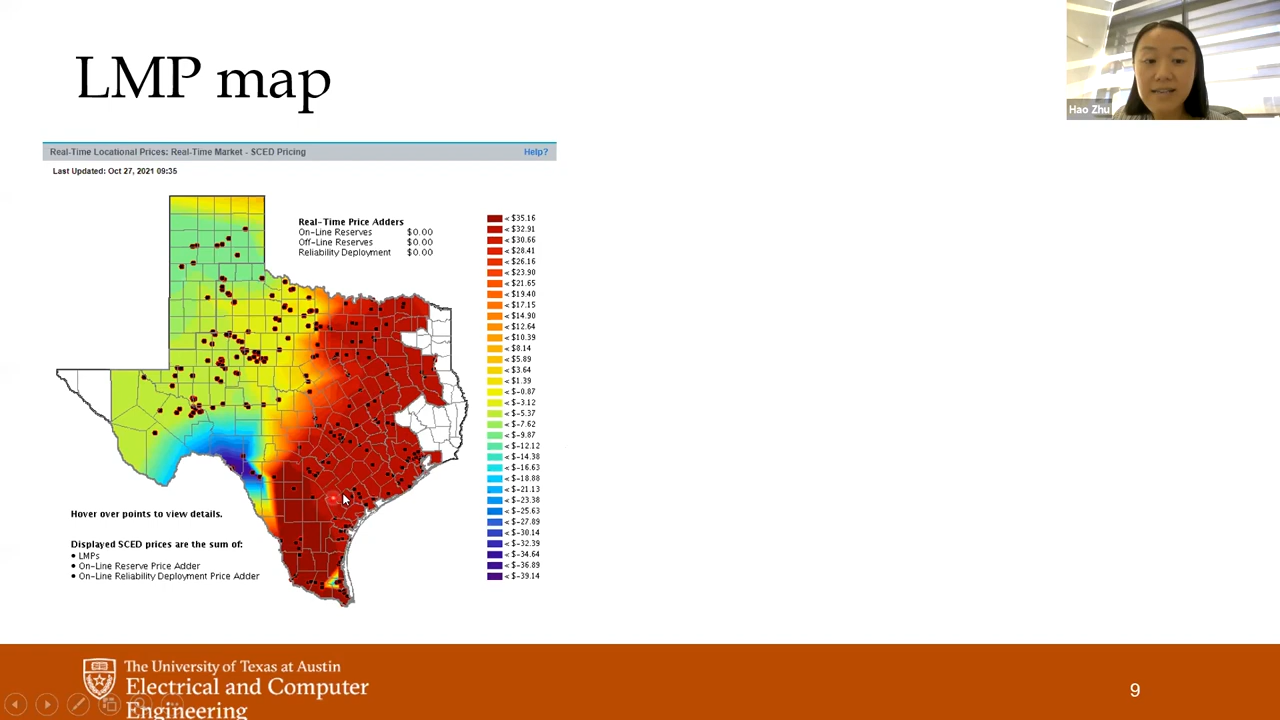 LMP map
Hao Zhu
Real-Time Locational Prices: Real-Time Market - SCED Pricing
Help?
Last Updated: Oct 27, 2021 09:35
Real-Time Price Adders
On-Line Reserves $0.00
Off-Line Reserves $0.00
Reliability Deployment $0.00
< $35.16
< $32.91
< $30.66
< $28.41
< $26.16
< $23.90
< $21.65
< $19.40
< $17.15
< $14.90
< $12.64
< $10.39
< $8.14
< $5.89
< $3.64
< $1.39
< $-0.87
< $-3.12
< $-5.37
< $-7.62
< $-9.87
< $-12.12
< $-14.38
< $-16.63
< $-18.88
< $-21.13
< $-23.38
< $-25.63
< $-27.89
< $-30.14
< $-32.39
< $-34.64
< $-36.89
< $-39.14
Hover over points to view details.
Displayed SCED prices are the sum of:
• LMPs
• On-Line Reserve Price Adder
• On-Line Reliability Deployment Price Adder
The University of Texas at Austin
Electrical and Computer
Engineering
9